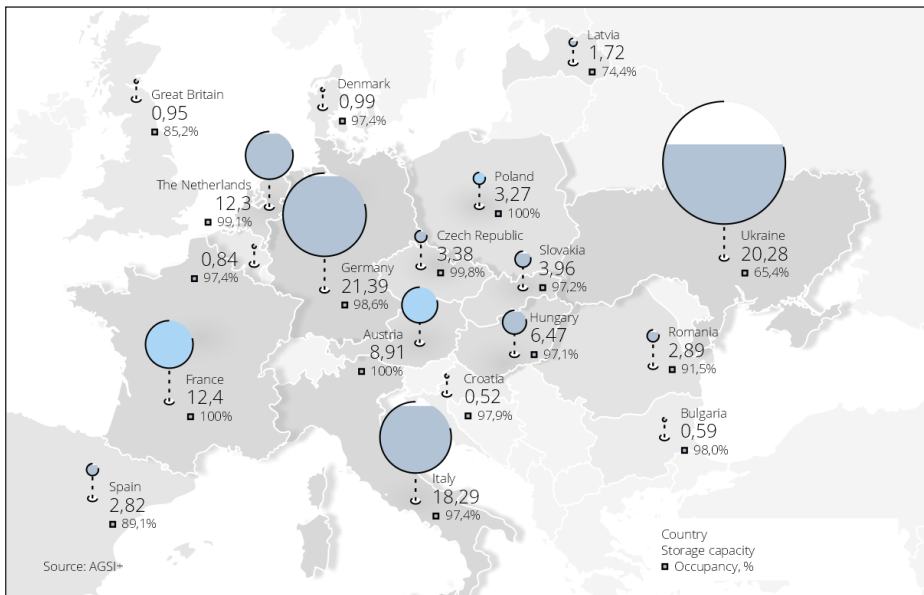 Latvia
1,72
74,4%
Great Britain
0,95
85,2%
Denmark
0,99
97,4%
The Netherlands
12,3
99,1%
Poland
3,27
100%
0,84
97,4%
Germany
21,39
98,6%
Czech Republic
3,38
99,8%
Slovakia
3,96
97,2%
Ukraine
20,28
65,4%
Austria
8,91
100%
Hungary
6,47
97,1%
Romania
2,89
91,5%
France
12,4
100%
Croatia
0,52
97,9%
Bulgaria
0,59
98,0%
Spain
2,82
89,1%
Italy
18,29
97,4%
Country
Storage capacity
Occupancy, %
Source: AGSI+